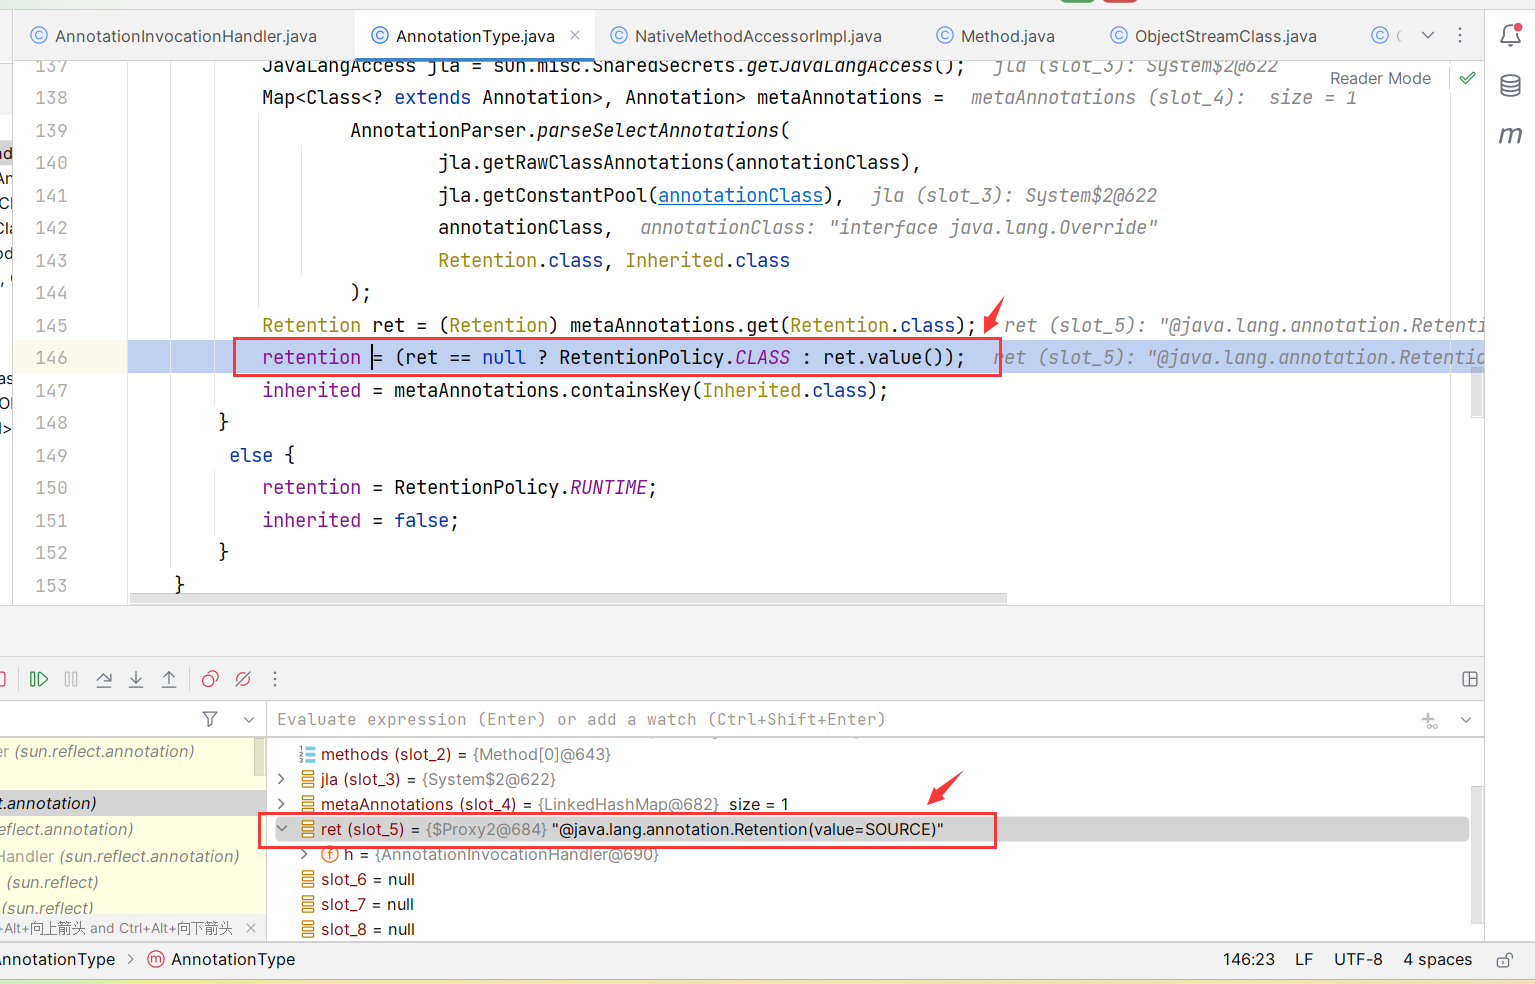 AnnotationInvocationHandler.java AnnotationType.java NativeMethodAccessorImpl.java Method.java ObjectStreamClass.java
137 JavaLangAccess jla = sun.misc.SharedSecrets.getJavaLangAccess(); jla (slot_3): System$2@622
Reader Mode
138 Map<Class<? extends Annotation>, Annotation> metaAnnotations = metaAnnotations (slot_4): size = 1
139 AnnotationParser.parseSelectAnnotations(
140 jla.getRawClassAnnotations(annotationClass),
141 jla.getConstantPool(annotationClass), jla (slot_3): System$2@622
142 annotationClass, annotationClass: "interface java.lang.Override"
143 Retention.class, Inherited.class
144 );
145 Retention ret = (Retention) metaAnnotations.get(Retention.class); ret (slot_5): "@java.lang.annotation.Retenti
146 retention = (ret == null ? RetentionPolicy.CLASS : ret.value()); ret (slot_5): "@java.lang.annotation.Retentio
147 inherited = metaAnnotations.containsKey(Inherited.class);
148 }
149 else {
150 retention = RetentionPolicy.RUNTIME;
151 inherited = false;
152 }
153 }
Evaluate expression (Enter) or add a watch (Ctrl+Shift+Enter)
er (sun.reflect.annotation)
t.annotation)
eflect.annotation)
Handler (sun.reflect.annotation)
(sun.reflect)
(sun.reflect)
+Alt+向上箭头 and Ctrl+Alt+向下箭头
methods (slot_2) = {Method[0]@643}
jla (slot_3) = {System$2@622}
metaAnnotations (slot_4) = {LinkedHashMap@682} size = 1
ret (slot_5) = {$Proxy2@684} "@java.lang.annotation.Retention(value=SOURCE)"
h = {AnnotationInvocationHandler@690}
slot_6 = null
slot_7 = null
slot_8 = null
AnnotationType > AnnotationType 146:23 LF UTF-8 4 spaces